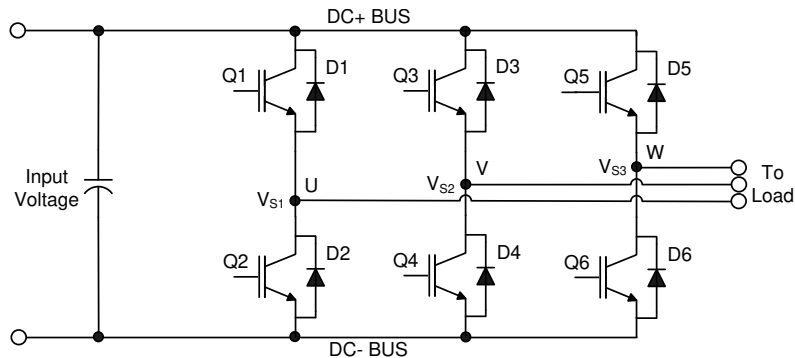 DC+ BUS
Q1
D1
Q3
D3
Q5
D5
Input
Voltage
VS1
U
VS2
V
VS3
W
To
Load
Q2
D2
Q4
D4
Q6
D6
DC- BUS